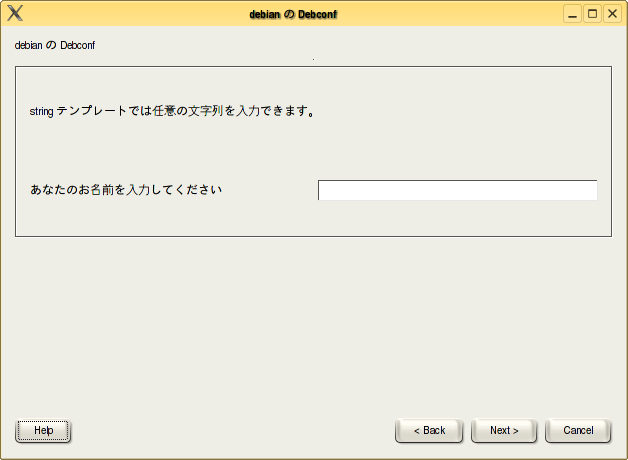 debian の Debconf
debian の Debconf
string テンプレートでは任意の文字列を入力できます。
あなたのお名前を入力してください
Help
< Back
Next >
Cancel